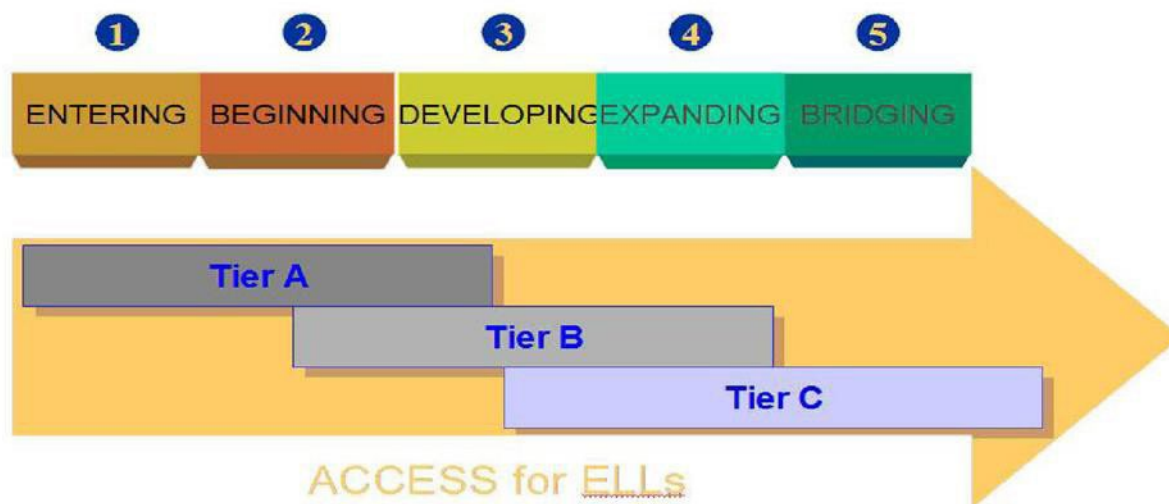 1 2 3 4 5
ENTERING BEGINNING DEVELOPING EXPANDING BRIDGING
Tier A
Tier B
Tier C
ACCESS for ELLs